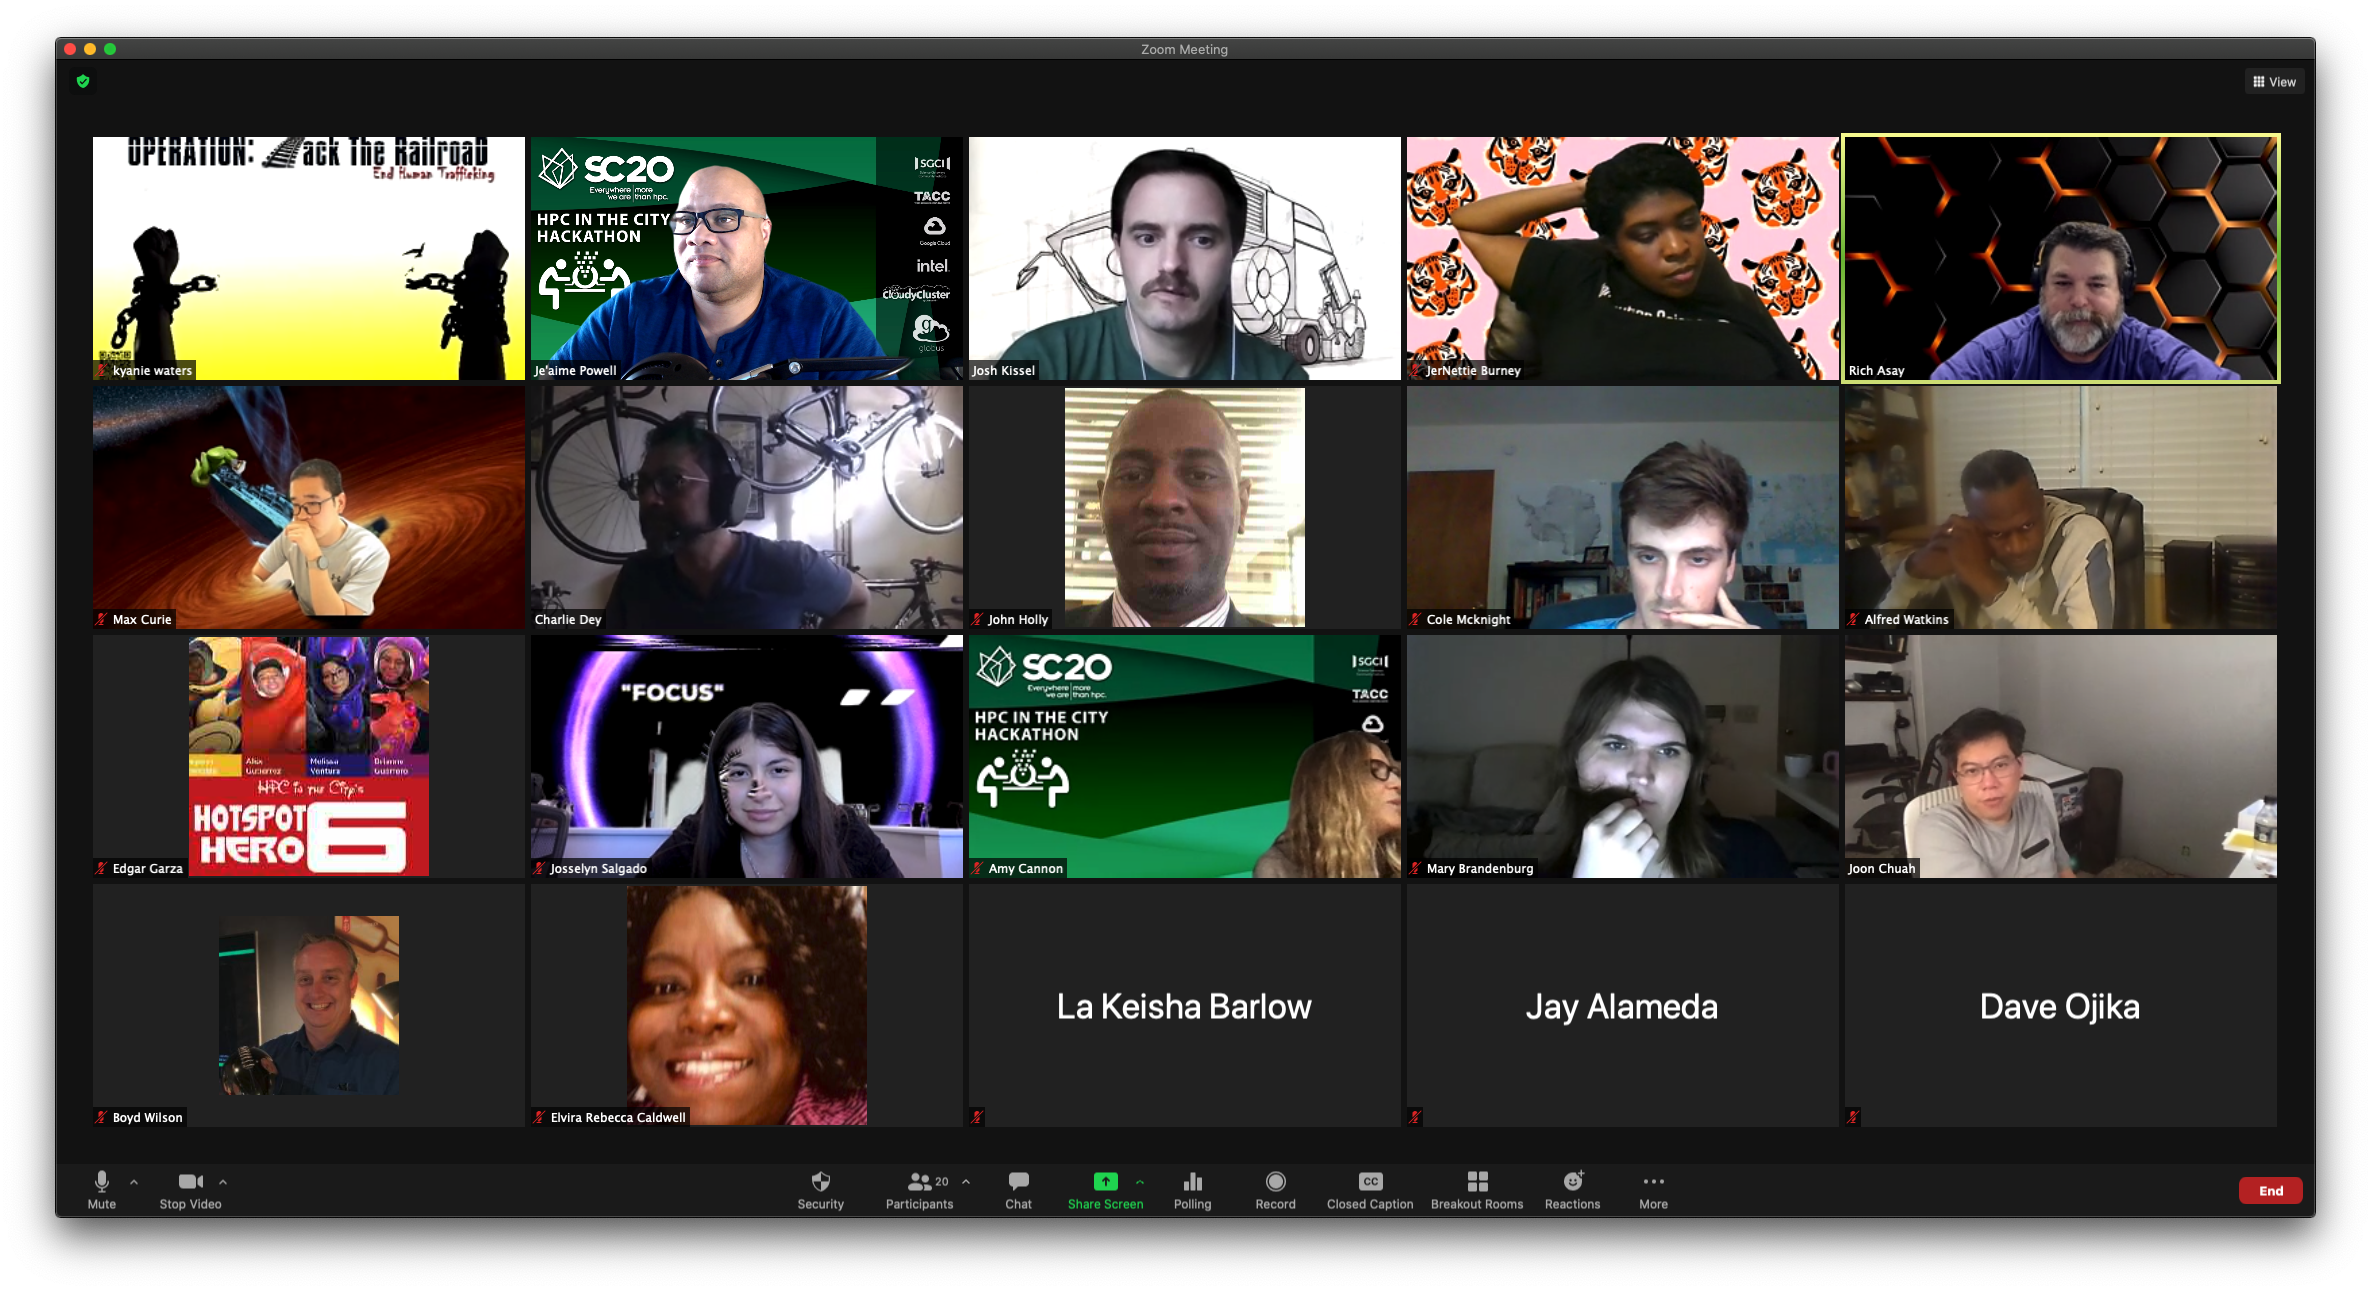 Zoom Meeting
View
OPERATION: Hack The Railroad
End Human Trafficking
kyanie waters
SC20
Everywhere | more
we are | than hpc.
HPC IN THE CITY
HACKATHON
SGCI
TACC
Google Cloud
intel
CloudyCluster
globus
Je'aime Powell
Josh Kissel
JerNettie Burney
Rich Asay
Max Curie
Charlie Dey
John Holly
Cole Mcknight
Alfred Watkins
Alex
Gutierrez
Melissa
Ventura
Brianne
Guerrero
HPC in the City's
HOTSPOT
HERO 6
Edgar Garza
"FOCUS"
Josselyn Salgado
SC20
Everywhere | more
we are | than hpc.
HPC IN THE CITY
HACKATHON
SGCI
TACC
Amy Cannon
Mary Brandenburg
Joon Chuah
Boyd Wilson
Elvira Rebecca Caldwell
La Keisha Barlow
Jay Alameda
Dave Ojika
Mute
Stop Video
Security
Participants 20
Chat
Share Screen
Polling
Record
CC
Closed Caption
Breakout Rooms
Reactions
More
End